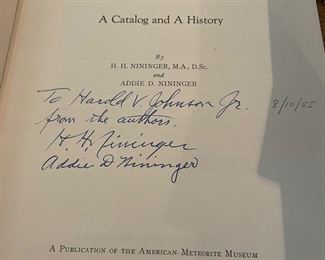 A Catalog and A History
By
H. H. NININGER, M.A., D.Sc.
and
ADDIE D. NININGER
To Harold V. Johnson Jr. 8/10/55
from the authors.
H. H. Nininger
Addie D Nininger
A PUBLICATION OF THE AMERICAN METEORITE MUSEUM